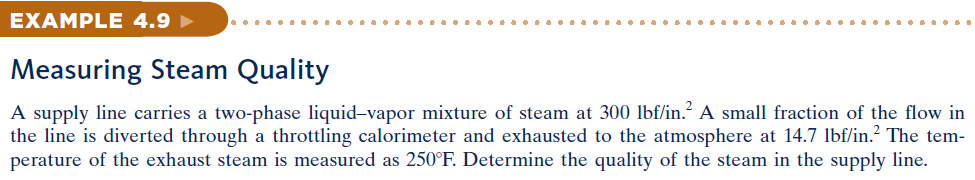 EXAMPLE 4.9 ▶
Measuring Steam Quality
A supply line carries a two-phase liquid–vapor mixture of steam at 300 lbf/in.² A small fraction of the flow in
the line is diverted through a throttling calorimeter and exhausted to the atmosphere at 14.7 lbf/in.² The tem-
perature of the exhaust steam is measured as 250°F. Determine the quality of the steam in the supply line.